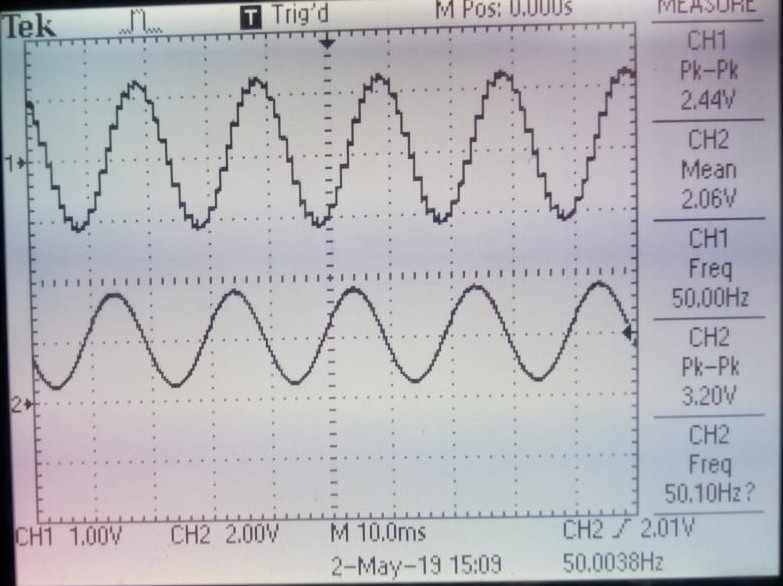 Tek
T Trig'd
M Pos: 0.000s
MEASURE
CH1
Pk-Pk
2.44V
CH2
Mean
2.06V
CH1
Freq
50.00Hz
CH2
Pk-Pk
3.20V
CH2
Freq
50.10Hz?
1
2
CH1 1.00V
CH2 2.00V
M 10.0ms
CH2 2.01V
2-May-19 15:09
50.0038Hz